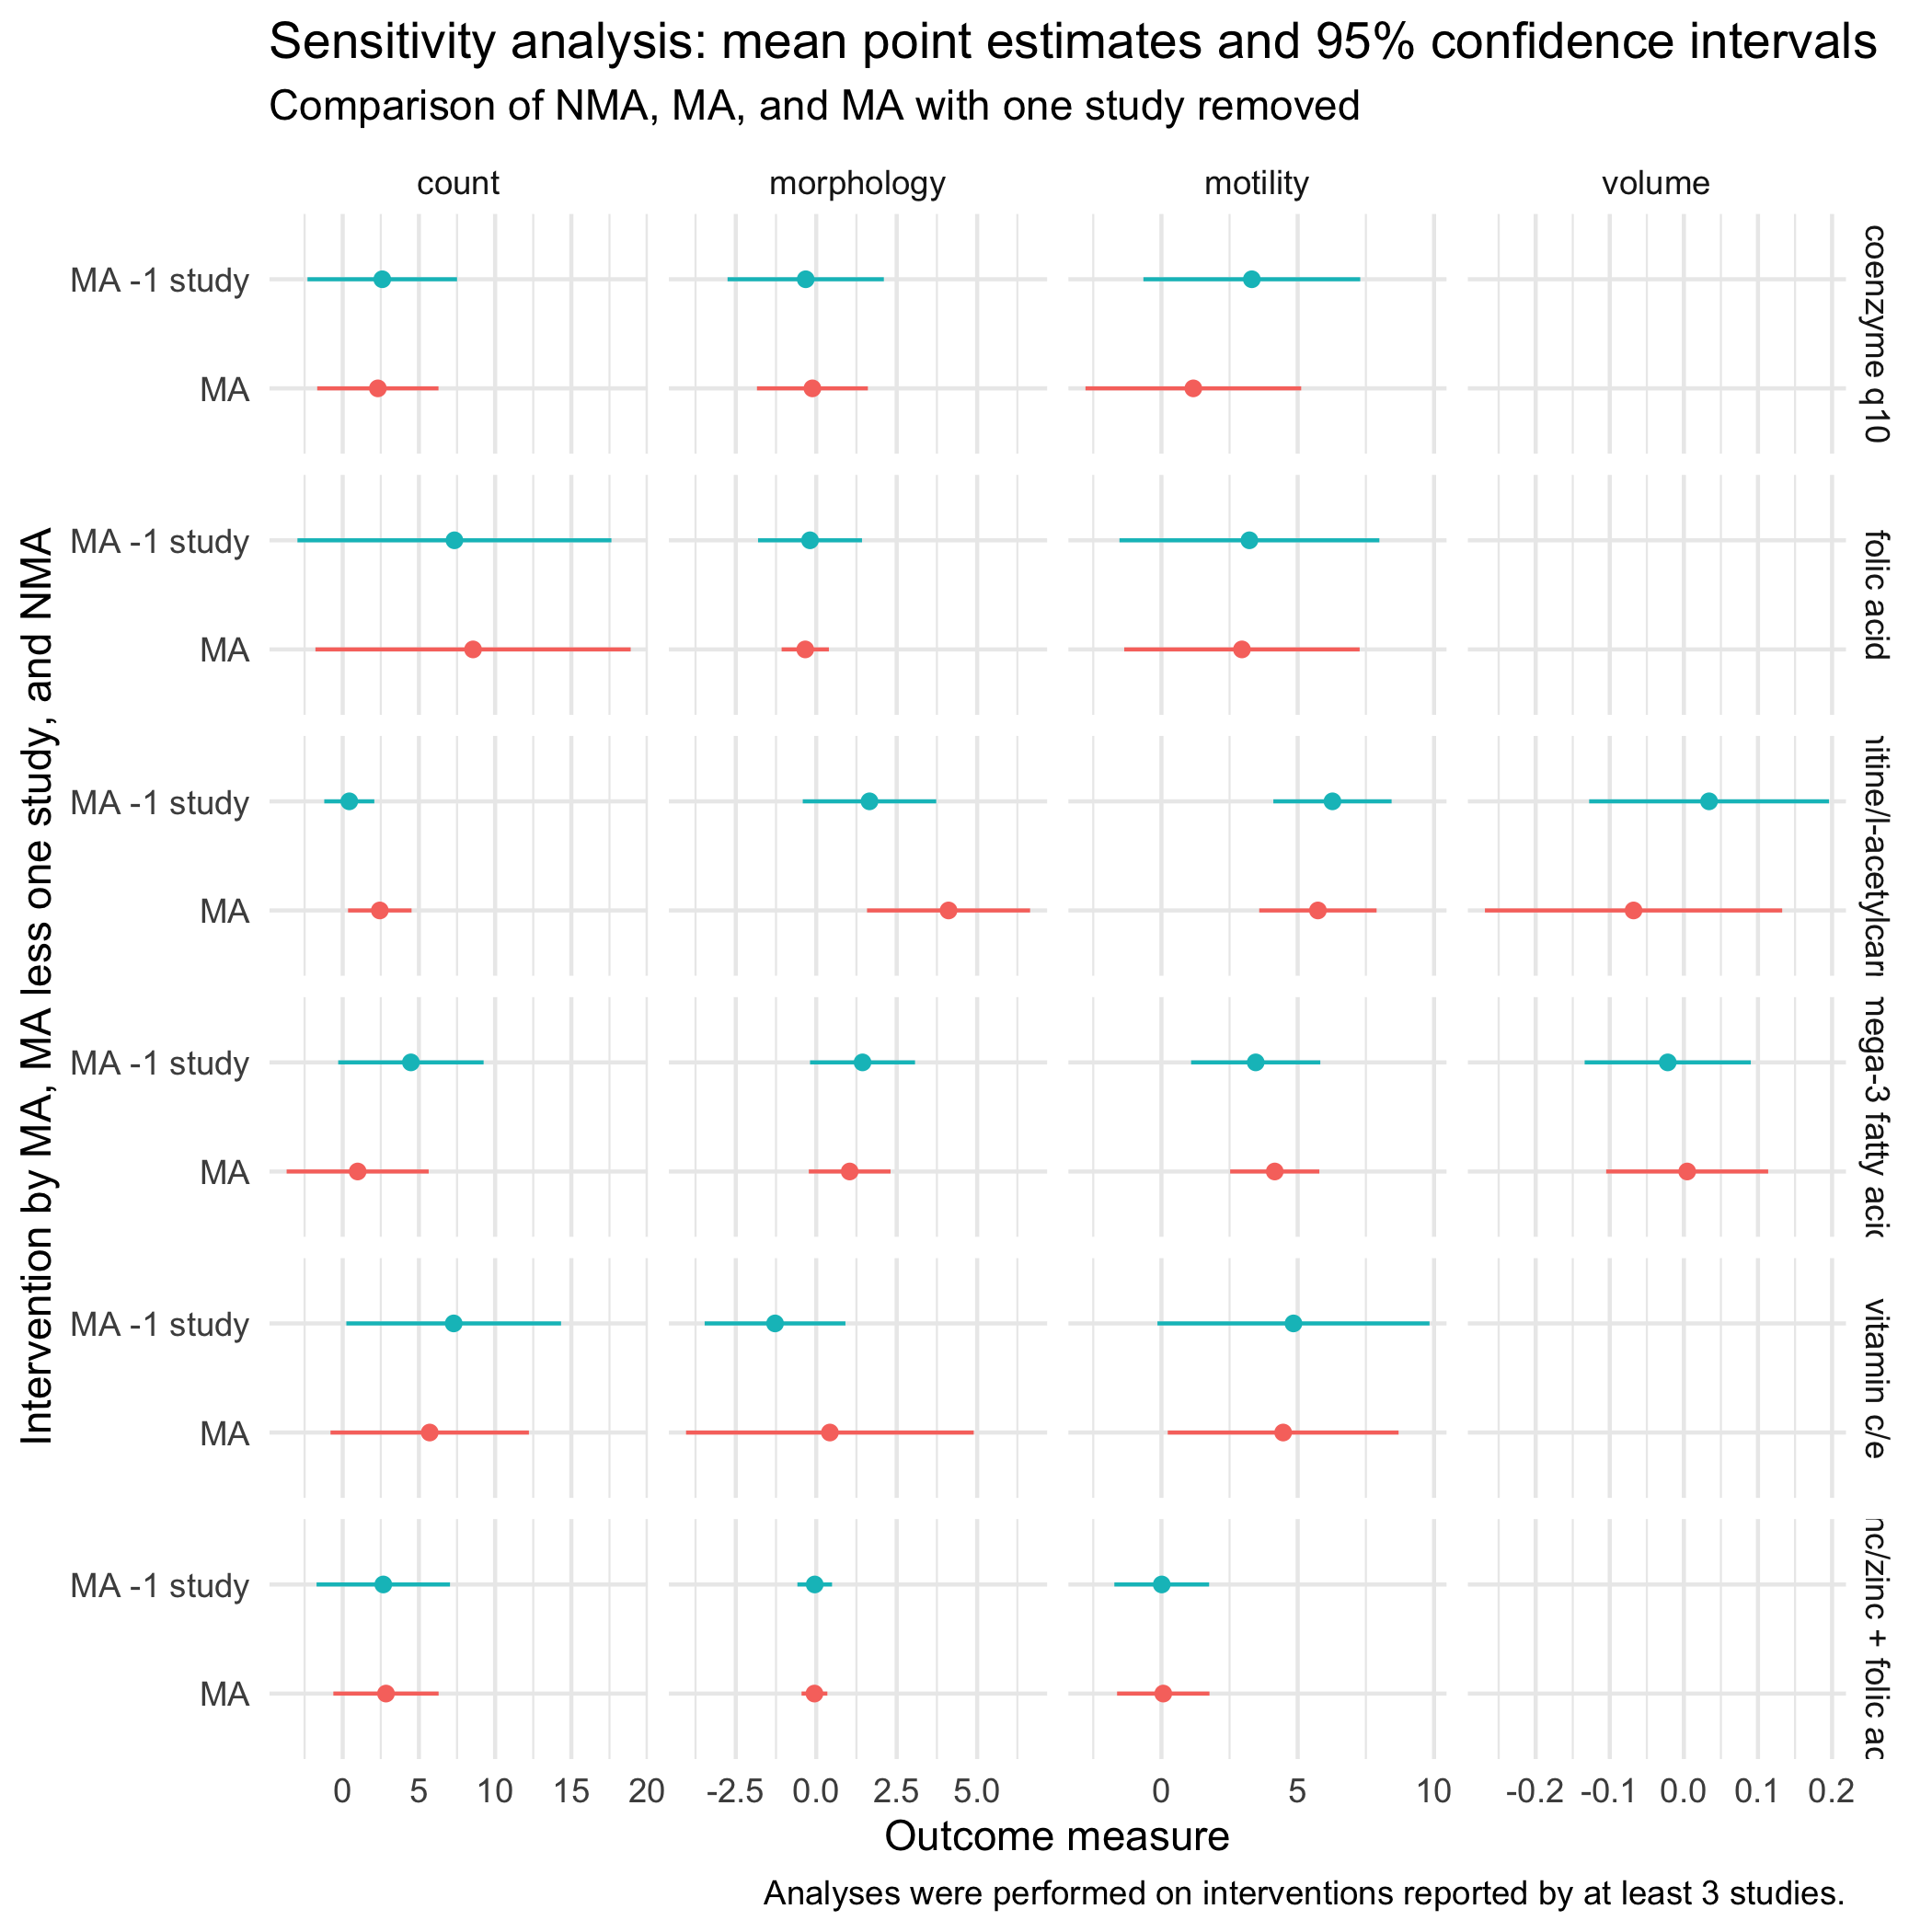 Sensitivity analysis: mean point estimates and 95% confidence intervals
Comparison of NMA, MA, and MA with one study removed
count morphology motility volume
Intervention by MA, MA less one study, and NMA
MA -1 study
MA
coenzyme q10
MA -1 study
MA
folic acid
MA -1 study
MA
nitine/l-acetylcarn
MA -1 study
MA
mega-3 fatty acid
MA -1 study
MA
vitamin c/e
MA -1 study
MA
nc/zinc + folic ac
0 5 10 15 20 -2.5 0.0 2.5 5.0 0 5 10 -0.2 -0.1 0.0 0.1 0.2
Outcome measure
Analyses were performed on interventions reported by at least 3 studies.